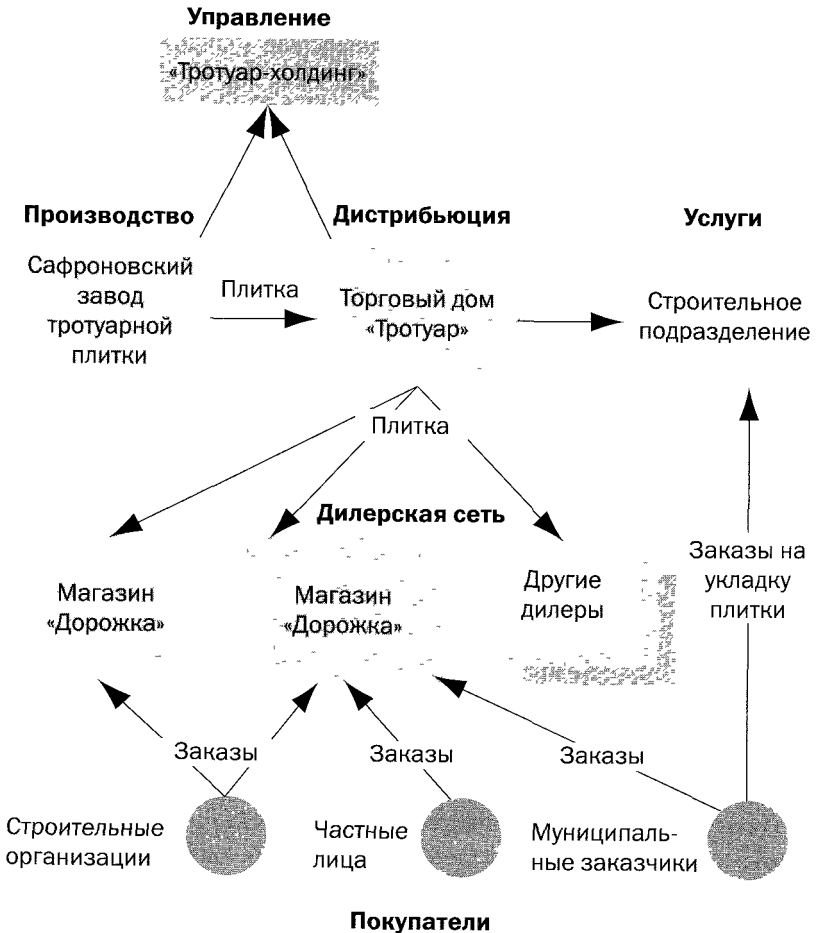 Управление
«Тротуар-холдинг»
Производство
Дистрибьюция
Услуги
Сафроновский
завод
тротуарной
плитки
Плитка
Торговый дом
«Тротуар»
Строительное
подразделение
Плитка
Дилерская сеть
Магазин
«Дорожка»
Магазин
«Дорожка»
Другие
дилеры
Заказы на
укладку
плитки
Заказы
Заказы
Заказы
Строительные
организации
Частные
лица
Муниципаль-
ные заказчики
Покупатели